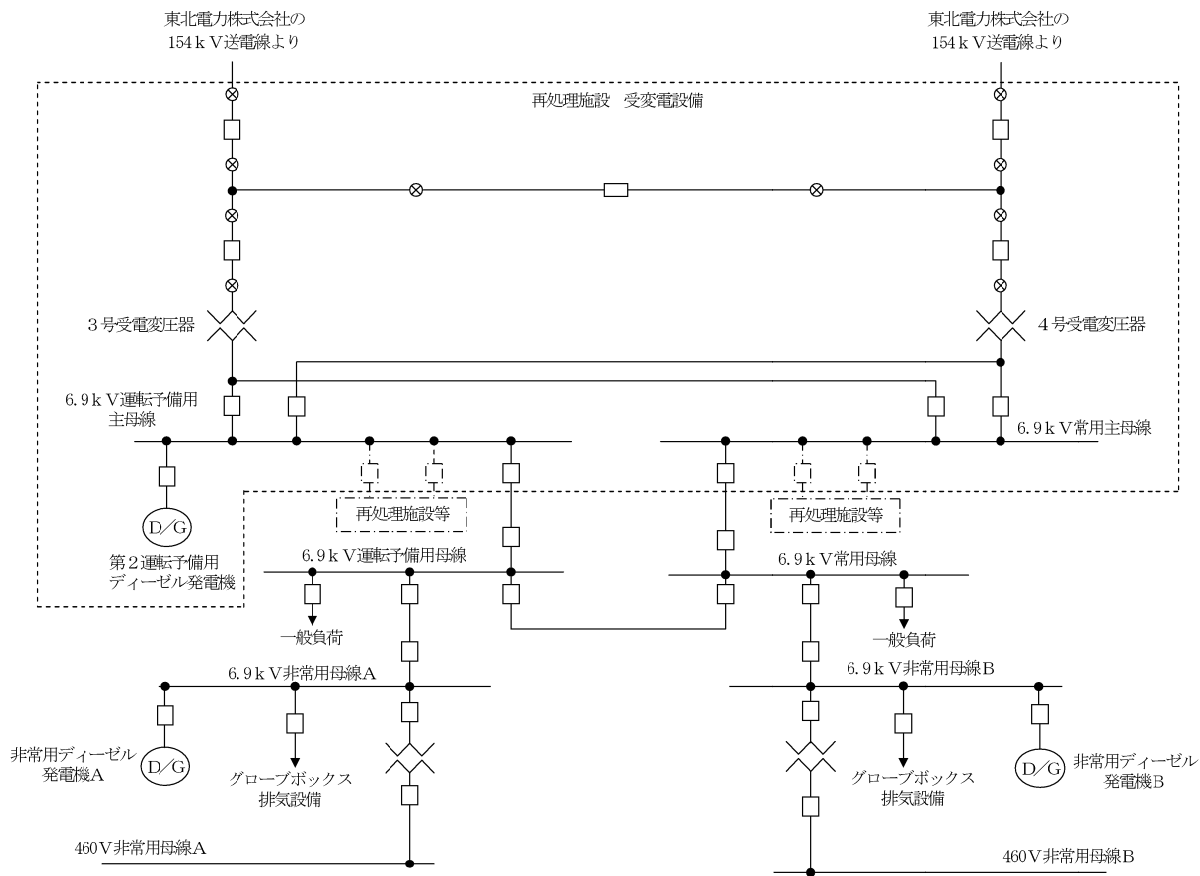 東北電力株式会社の
154ｋＶ送電線より
東北電力株式会社の
154ｋＶ送電線より
再処理施設　受変電設備
３号受電変圧器
４号受電変圧器
6.9ｋＶ運転予備用
主母線
6.9ｋＶ常用主母線
D／G
第２運転予備用
ディーゼル発電機
再処理施設等
再処理施設等
6.9ｋＶ運転予備用母線
6.9ｋＶ常用母線
一般負荷
一般負荷
6.9ｋＶ非常用母線Ａ
6.9ｋＶ非常用母線Ｂ
非常用ディーゼル
発電機Ａ
D／G
グローブボックス
排気設備
グローブボックス
排気設備
D／G
非常用ディーゼル
発電機Ｂ
460Ｖ非常用母線Ａ
460Ｖ非常用母線Ｂ